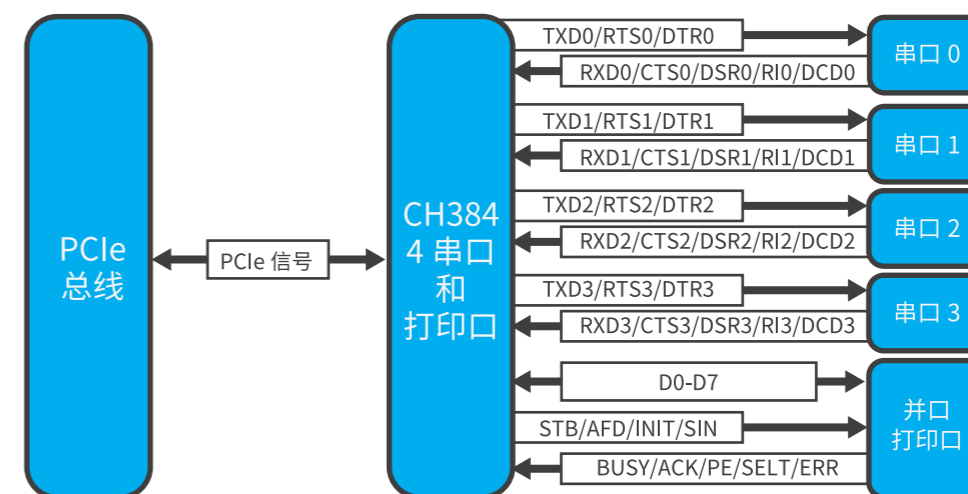 PCIe
总线
PCIe 信号
CH384
4 串口
和
打印口
TXD0/RTS0/DTR0
RXD0/CTS0/DSR0/RI0/DCD0
串口 0
TXD1/RTS1/DTR1
RXD1/CTS1/DSR1/RI1/DCD1
串口 1
TXD2/RTS2/DTR2
RXD2/CTS2/DSR2/RI2/DCD2
串口 2
TXD3/RTS3/DTR3
RXD3/CTS3/DSR3/RI3/DCD3
串口 3
D0-D7
STB/AFD/INIT/SIN
BUSY/ACK/PE/SELT/ERR
并口
打印口